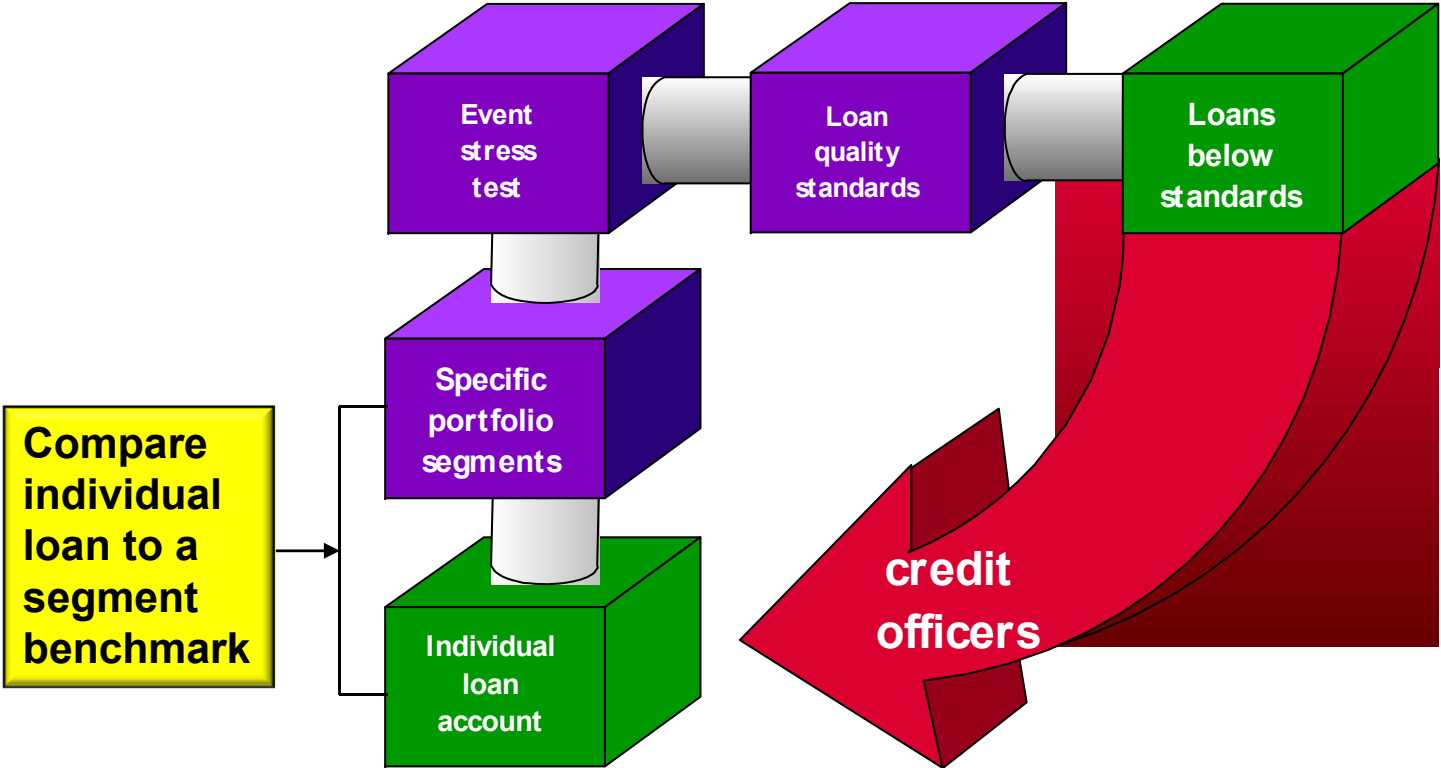 Event
stress
test
Loan
quality
standards
Loans
below
standards
Specific
portfolio
segments
Compare
individual
loan to a
segment
benchmark
credit
officers
Individual
loan
account